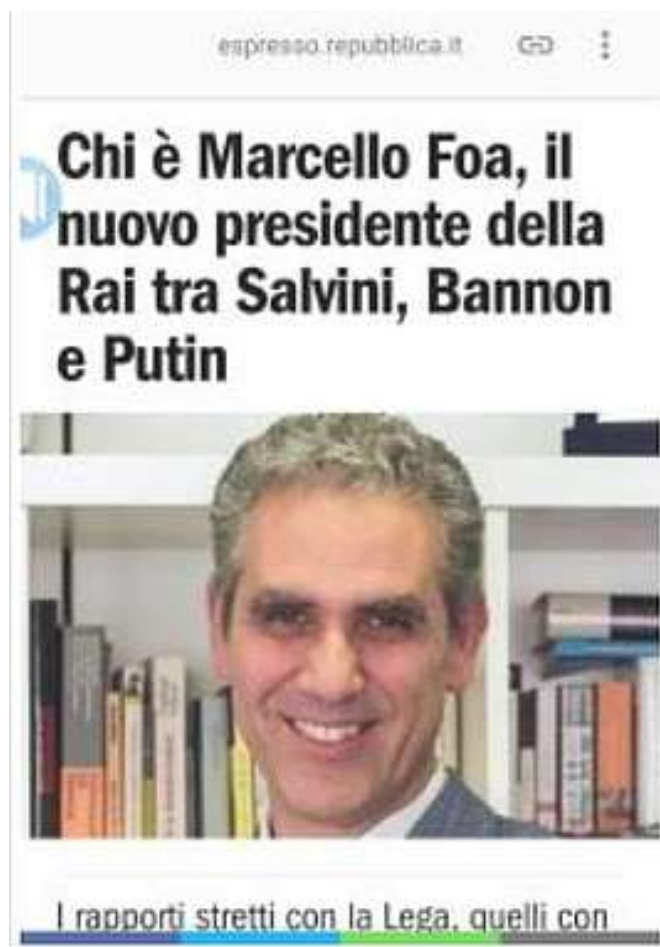 espresso.repubblica.it
Chi è Marcello Foa, il
nuovo presidente della
Rai tra Salvini, Bannon
e Putin
I rapporti stretti con la Lega, quelli con